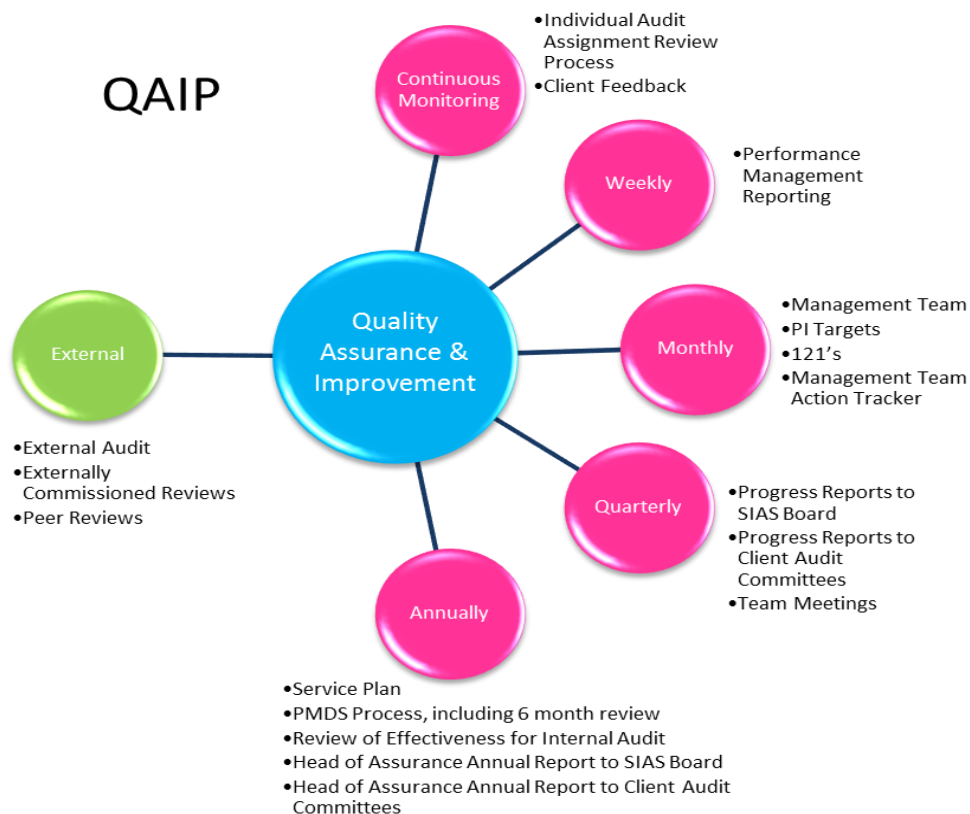 QAIP
Continuous
Monitoring
•Individual Audit
Assignment Review
Process
•Client Feedback
Weekly
•Performance
Management
Reporting
Monthly
•Management Team
•PI Targets
•121’s
•Management Team
Action Tracker
Quarterly
•Progress Reports to
SIAS Board
•Progress Reports to
Client Audit
Committees
•Team Meetings
Quality
Assurance &
Improvement
External
•External Audit
•Externally
Commissioned Reviews
•Peer Reviews
Annually
•Service Plan
•PMDS Process, including 6 month review
•Review of Effectiveness for Internal Audit
•Head of Assurance Annual Report to SIAS Board
•Head of Assurance Annual Report to Client Audit
Committees